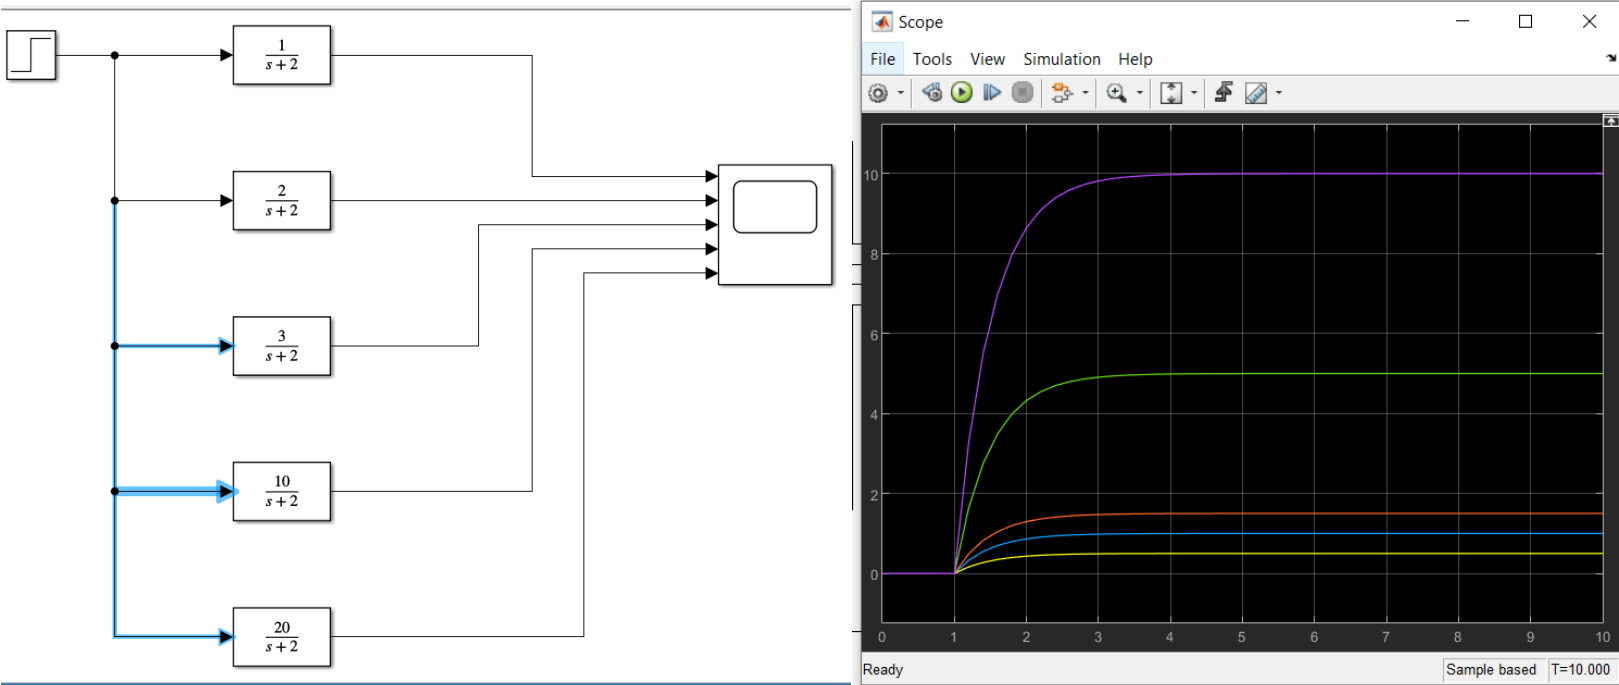 1
s + 2
2
s + 2
3
s + 2
10
s + 2
20
s + 2
Scope
File Tools View Simulation Help
10
8
6
4
2
0
0 1 2 3 4 5 6 7 8 9 10
Ready Sample based T=10.000